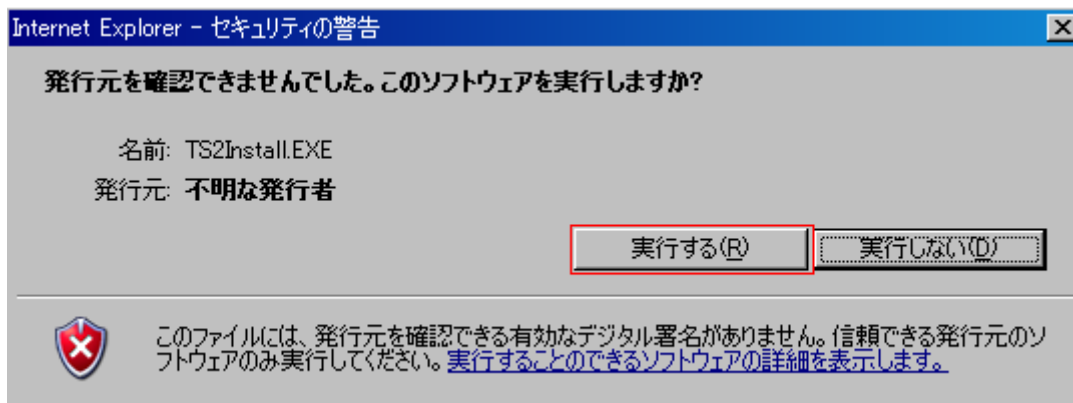 Internet Explorer - セキュリティの警告
発行元を確認できませんでした。このソフトウェアを実行しますか?
名前: TS2Install.EXE
発行元: 不明な発行者
実行する(R) 実行しない(D)
このファイルには、発行元を確認できる有効なデジタル署名がありません。信頼できる発行元のソ
フトウェアのみ実行してください。実行することのできるソフトウェアの詳細を表示します。